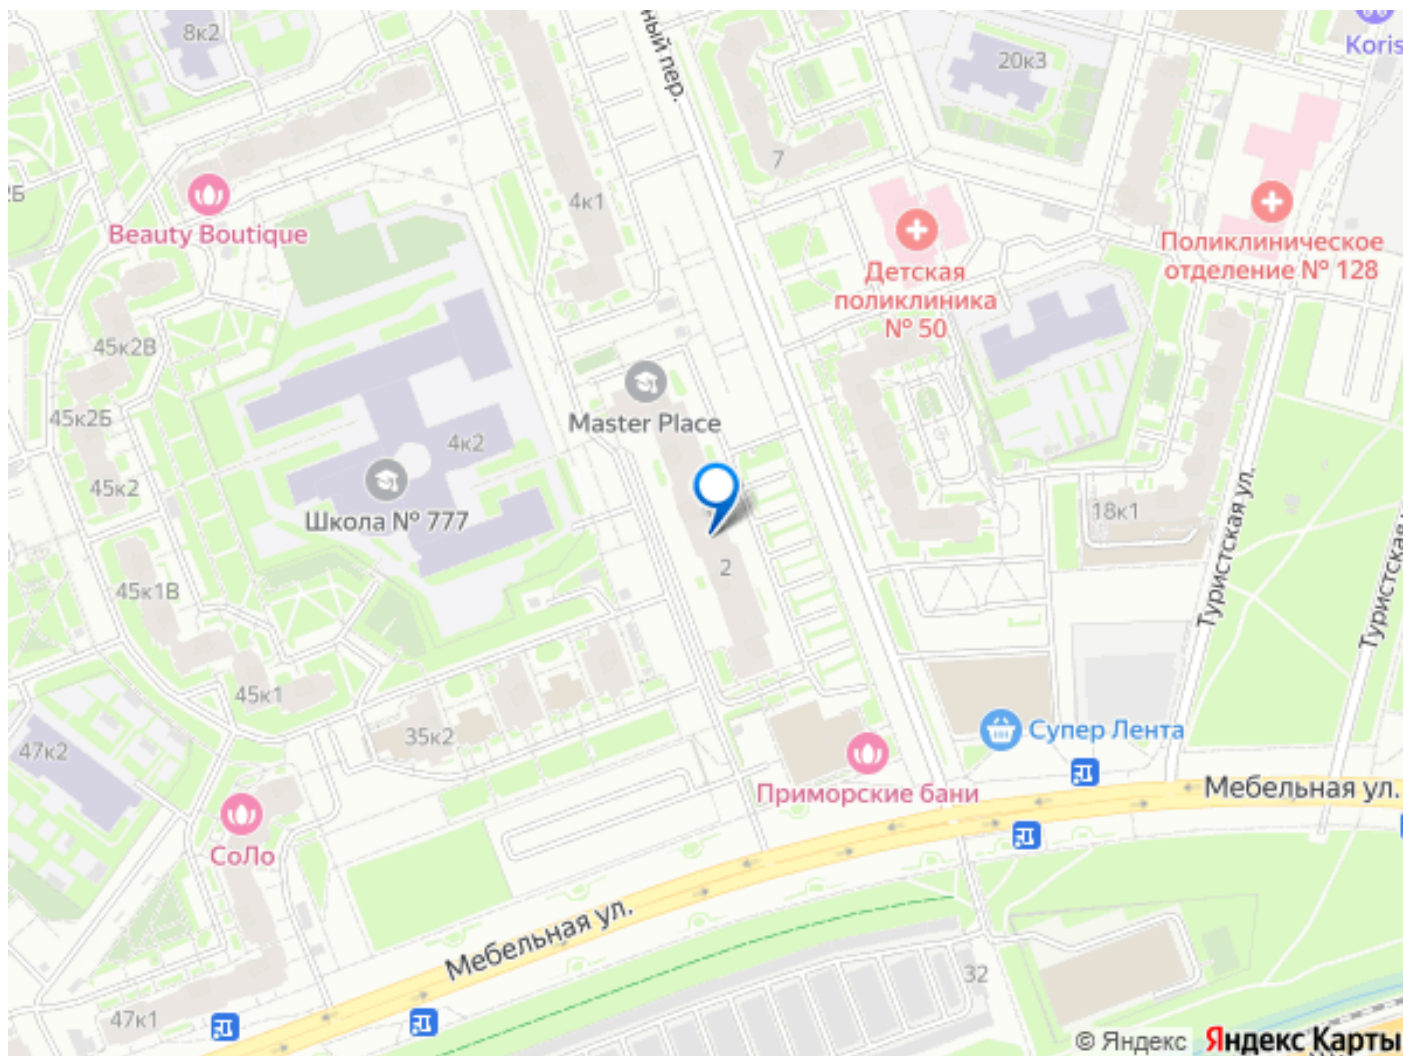 8к2
ный пер.
20к3
Koris
7
2Б
4к1
Beauty Boutique
Детская
поликлиника
№ 50
Поликлиническое
отделение № 128
45к2В
45к2Б
45к2
Master Place
4к2
Школа № 777
18к1
Туристская ул.
Туристская
2
45к1В
45к1
35к2
47к2
Супер Лента
Приморские бани
Мебельная ул.
СоЛо
Мебельная ул.
32
47к1
© Яндекс Яндекс Карты